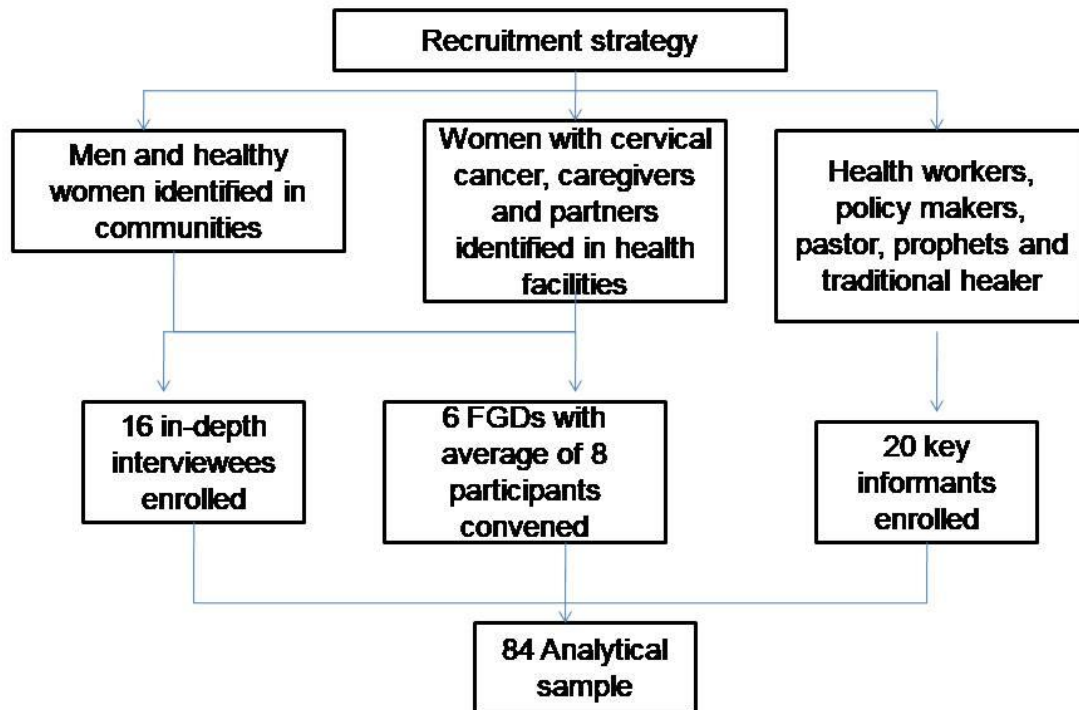 Recruitment strategy
Men and healthy
women identified in
communities
Women with cervical
cancer, caregivers
and partners
identified in health
facilities
Health workers,
policy makers,
pastor, prophets and
traditional healer
16 in-depth
interviewees
enrolled
6 FGDs with
average of 8
participants
convened
20 key
informants
enrolled
84 Analytical
sample